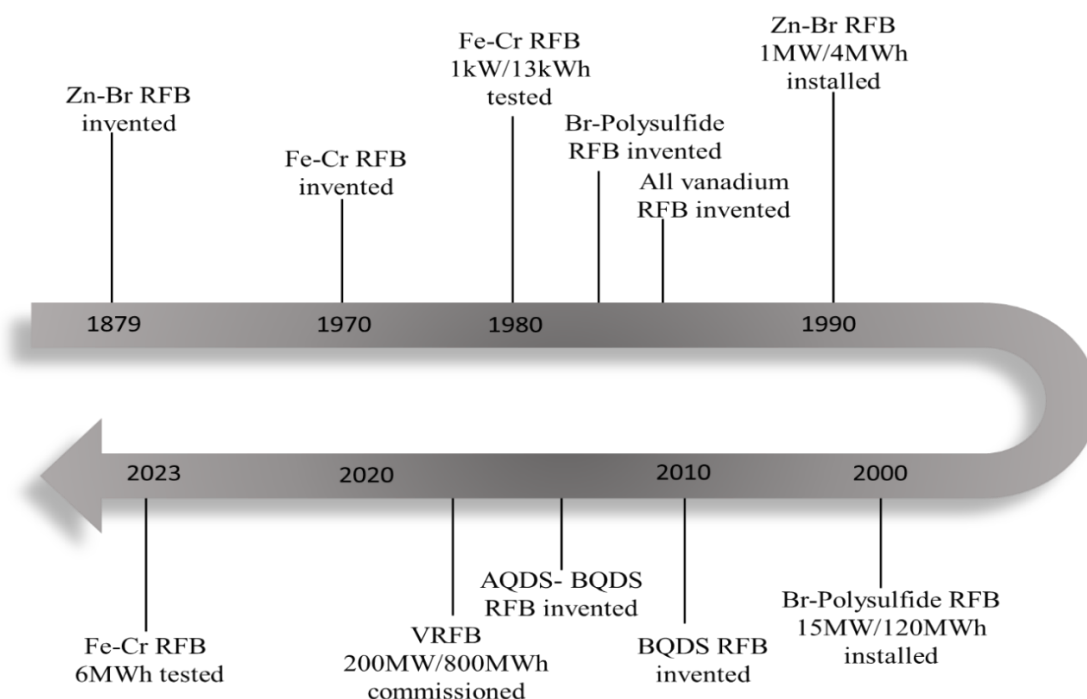 Zn-Br RFB
invented
Fe-Cr RFB
invented
Fe-Cr RFB
1kW/13kWh
tested
Br-Polysulfide
RFB invented
All vanadium
RFB invented
Zn-Br RFB
1MW/4MWh
installed
1879
1970
1980
1990
2023
2020
2010
2000
Fe-Cr RFB
6MWh tested
VRFB
200MW/800MWh
commissioned
AQDS- BQDS
RFB invented
BQDS RFB
invented
Br-Polysulfide RFB
15MW/120MWh
installed